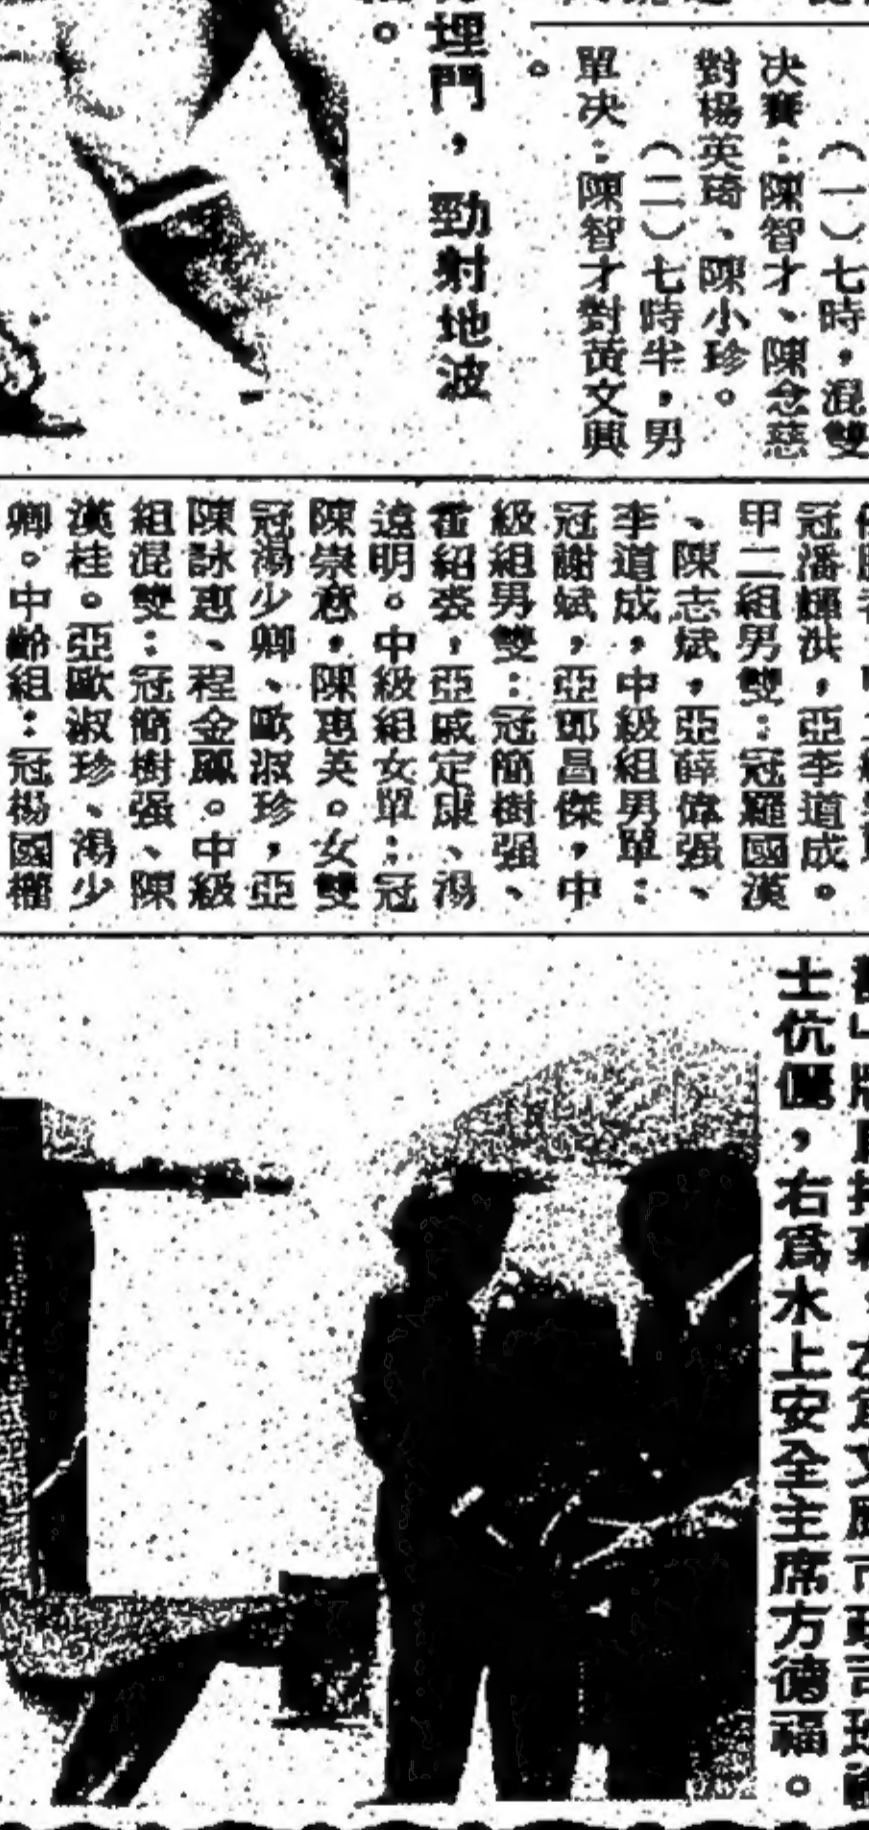 （一）七時，混雙
决賽：陳智才、陳念慈
對楊英琦、陳小珍。
（二）七時半，男
單决：陳智才對黃文興
。
埋門，勁射地波
。
冠潘輝洪，亞李道成。
甲二組男雙：冠羅國漢
、陳志斌，亞薛偉强、
李道成，中級組男單：
冠謝斌，亞鄧昌傑，中
級組男雙：冠簡樹强、
紹裘，亞戚定康、湯
遠明。中級組女單：冠
陳崇意，陳惠英。女雙
冠湯少卿、歐淑珍，亞
陳詠惠、程金鳳。中級
組混雙：冠簡樹强、陳
漢桂。亞歐淑珍、湯少
卿。中齡組：冠楊國權
士伉儷，右爲水上安全主席方德福。